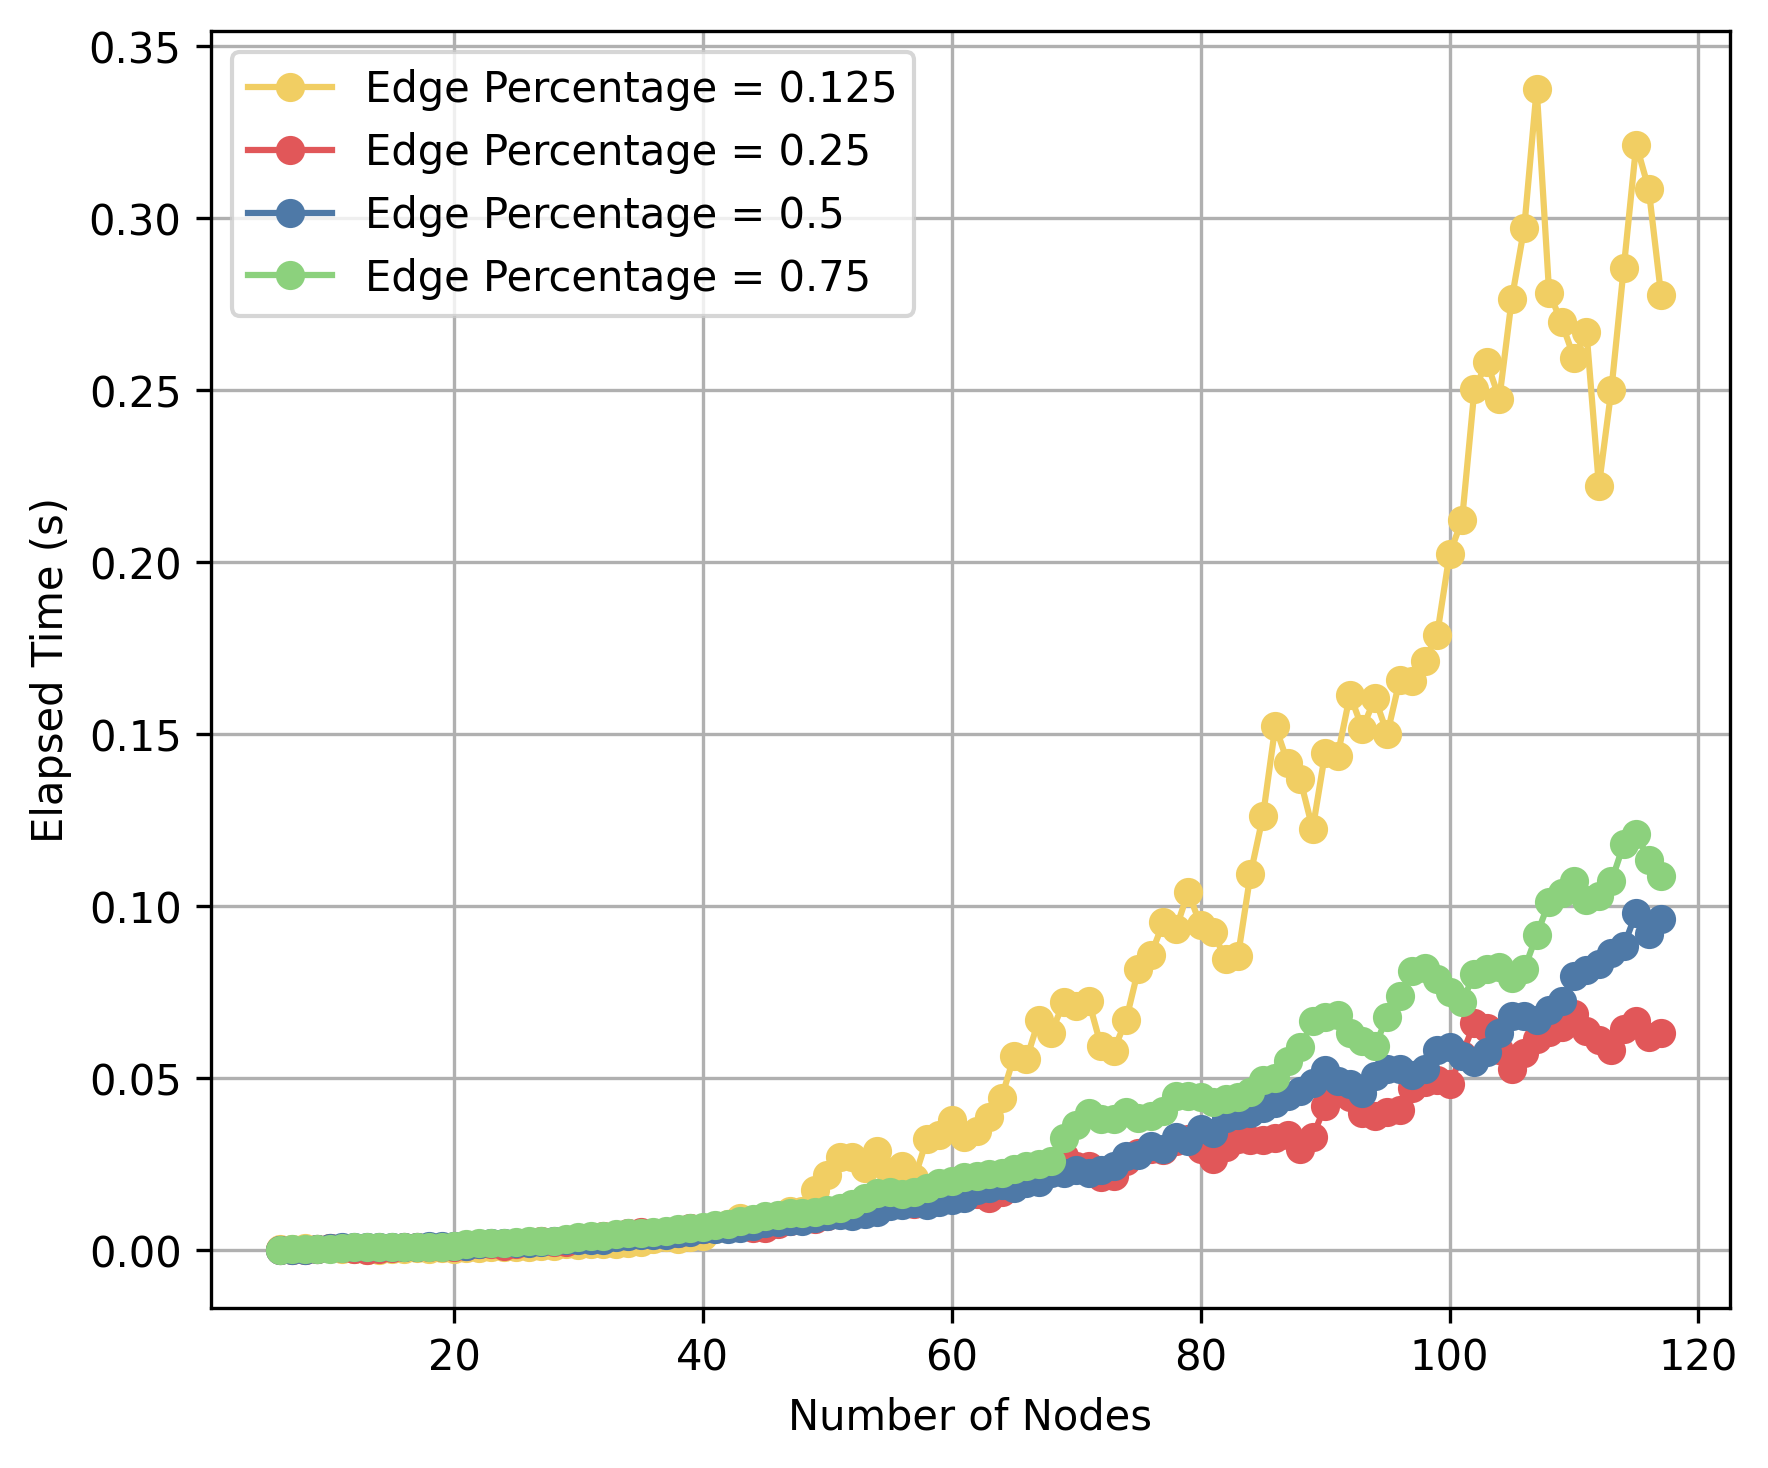 Edge Percentage = 0.125
Edge Percentage = 0.25
Edge Percentage = 0.5
Edge Percentage = 0.75
0.35
0.30
0.25
0.20
0.15
0.10
0.05
0.00
Elapsed Time (s)
20 40 60 80 100 120
Number of Nodes